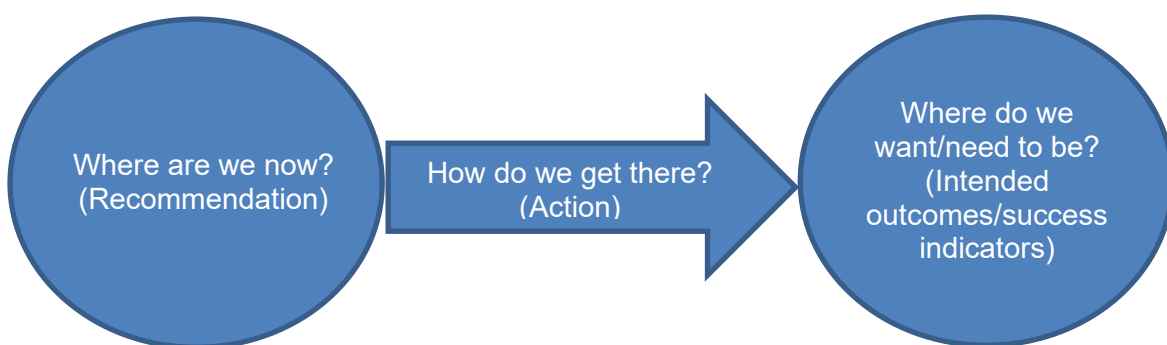 Where are we now?
(Recommendation)
How do we get there?
(Action)
Where do we
want/need to be?
(Intended
outcomes/success
indicators)